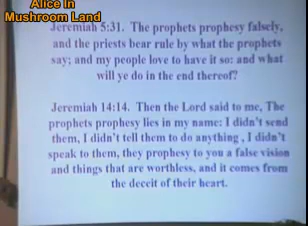 Alice In
Mushroom Land
Jeremiah 5:31. The prophets prophesy falsely,
and the priests bear rule by what the prophets
say; and my people love to have it so: and what
will ye do in the end thereof?
Jeremiah 14:14. Then the Lord said to me, The
prophets prophesy lies in my name: I didn't send
them, I didn't tell them to do anything , I didn't
speak to them, they prophesy to you a false vision
and things that are worthless, and it comes from
the deceit of their heart.